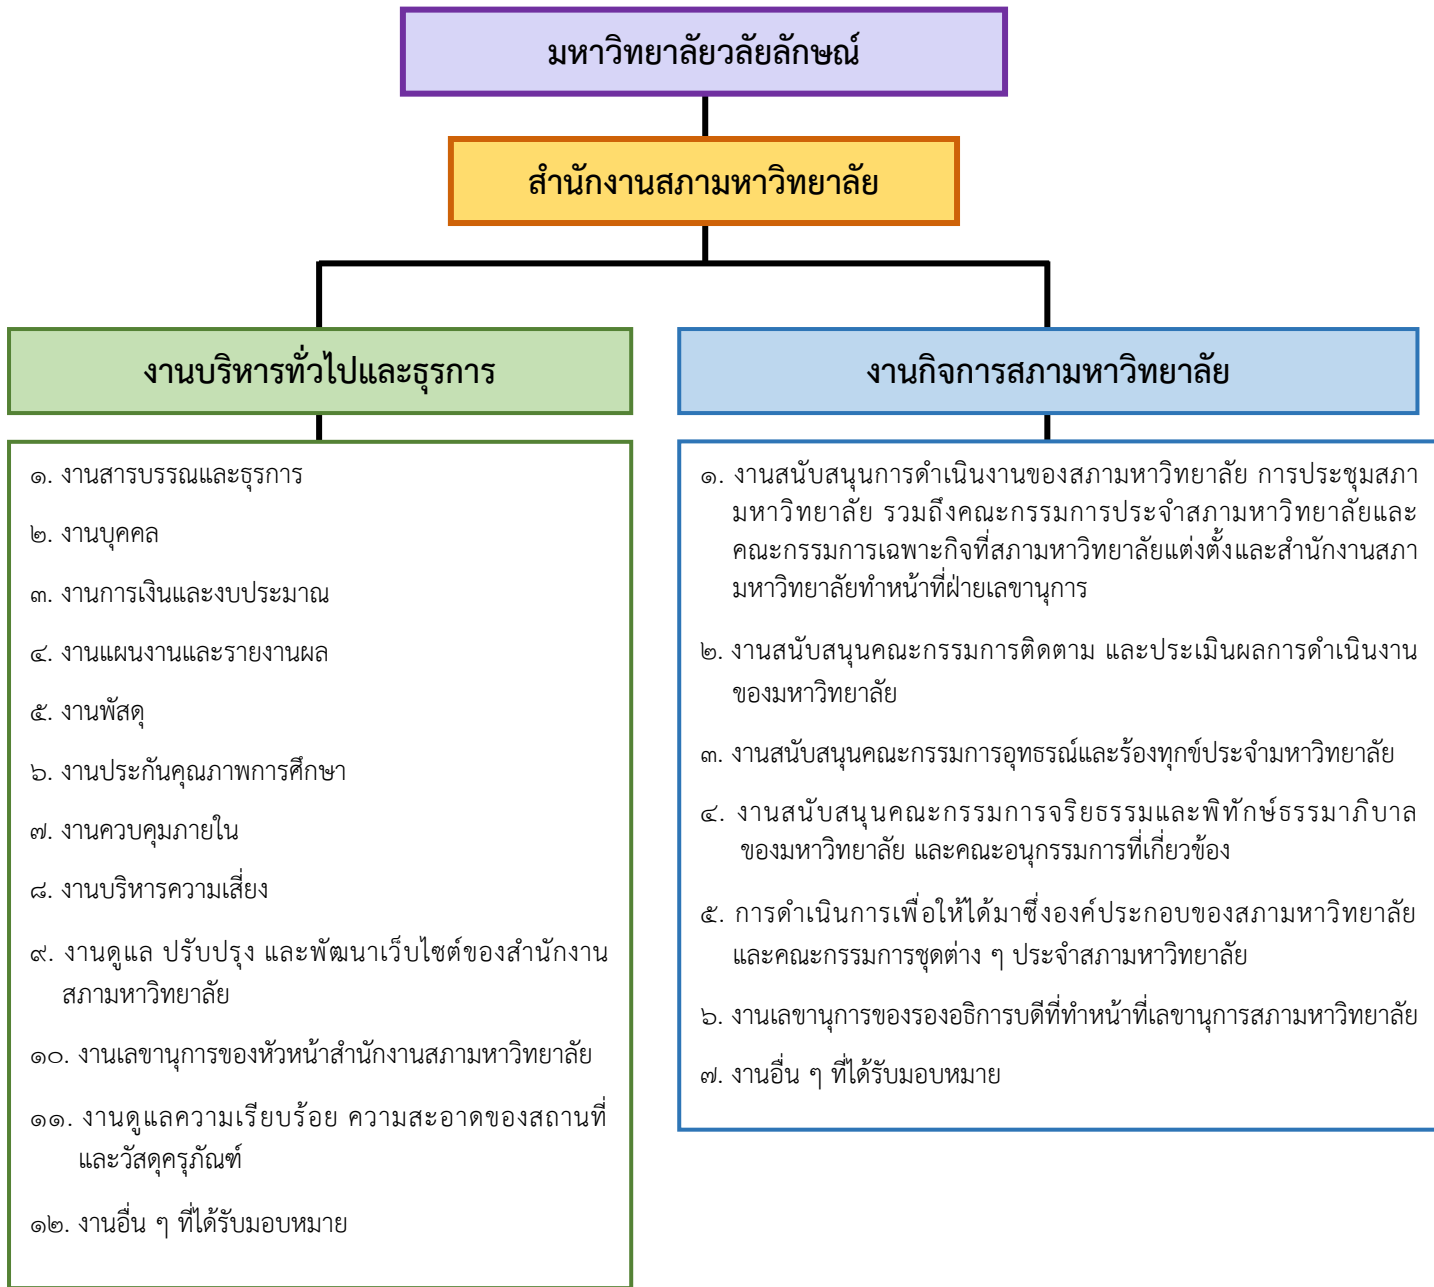 มหาวิทยาลัยวลัยลักษณ์
สำนักงานสภามหาวิทยาลัย
งานบริหารทั่วไปและธุรการ
๑. งานสารบรรณและธุรการ
๒. งานบุคคล
๓. งานการเงินและงบประมาณ
๔. งานแผนงานและรายงานผล
๕. งานพัสดุ
๖. งานประกันคุณภาพการศึกษา
๗. งานควบคุมภายใน
๘. งานบริหารความเสี่ยง
๙. งานดูแล ปรับปรุง และพัฒนาเว็บไซต์ของสำนักงาน
สภามหาวิทยาลัย
๑๐. งานเลขานุการของหัวหน้าสำนักงานสภามหาวิทยาลัย
๑๑. งานดูแลความเรียบร้อย ความสะอาดของสถานที่
และวัสดุครุภัณฑ์
๑๒. งานอื่น ๆ ที่ได้รับมอบหมาย
งานกิจการสภามหาวิทยาลัย
๑. งานสนับสนุนการดำเนินงานของสภามหาวิทยาลัย การประชุมสภา
มหาวิทยาลัย รวมถึงคณะกรรมการประจำสภามหาวิทยาลัยและ
คณะกรรมการเฉพาะกิจที่สภามหาวิทยาลัยแต่งตั้งและสำนักงานสภา
มหาวิทยาลัยทำหน้าที่ฝ่ายเลขานุการ
๒. งานสนับสนุนคณะกรรมการติดตาม และประเมินผลการดำเนินงาน
ของมหาวิทยาลัย
๓. งานสนับสนุนคณะกรรมการอุทธรณ์และร้องทุกข์ประจำมหาวิทยาลัย
๔. งานสนับสนุนคณะกรรมการจริยธรรมและพิทักษ์ธรรมาภิบาล
ของมหาวิทยาลัย และคณะอนุกรรมการที่เกี่ยวข้อง
๕. การดำเนินการเพื่อให้ได้มาซึ่งองค์ประกอบของสภามหาวิทยาลัย
และคณะกรรมการชุดต่าง ๆ ประจำสภามหาวิทยาลัย
๖. งานเลขานุการของรองอธิการบดีที่ทำหน้าที่เลขานุการสภามหาวิทยาลัย
๗. งานอื่น ๆ ที่ได้รับมอบหมาย